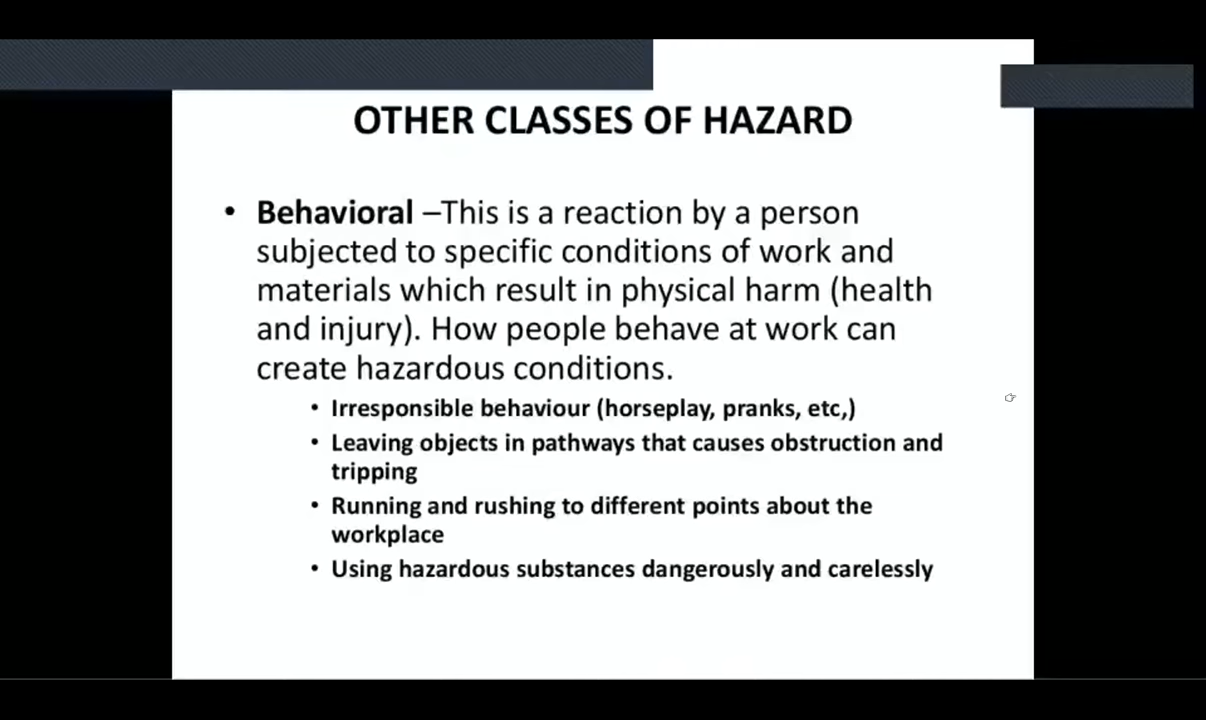 OTHER CLASSES OF HAZARD
• Behavioral –This is a reaction by a person
subjected to specific conditions of work and
materials which result in physical harm (health
and injury). How people behave at work can
create hazardous conditions.
• Irresponsible behaviour (horseplay, pranks, etc,)
• Leaving objects in pathways that causes obstruction and
tripping
• Running and rushing to different points about the
workplace
• Using hazardous substances dangerously and carelessly